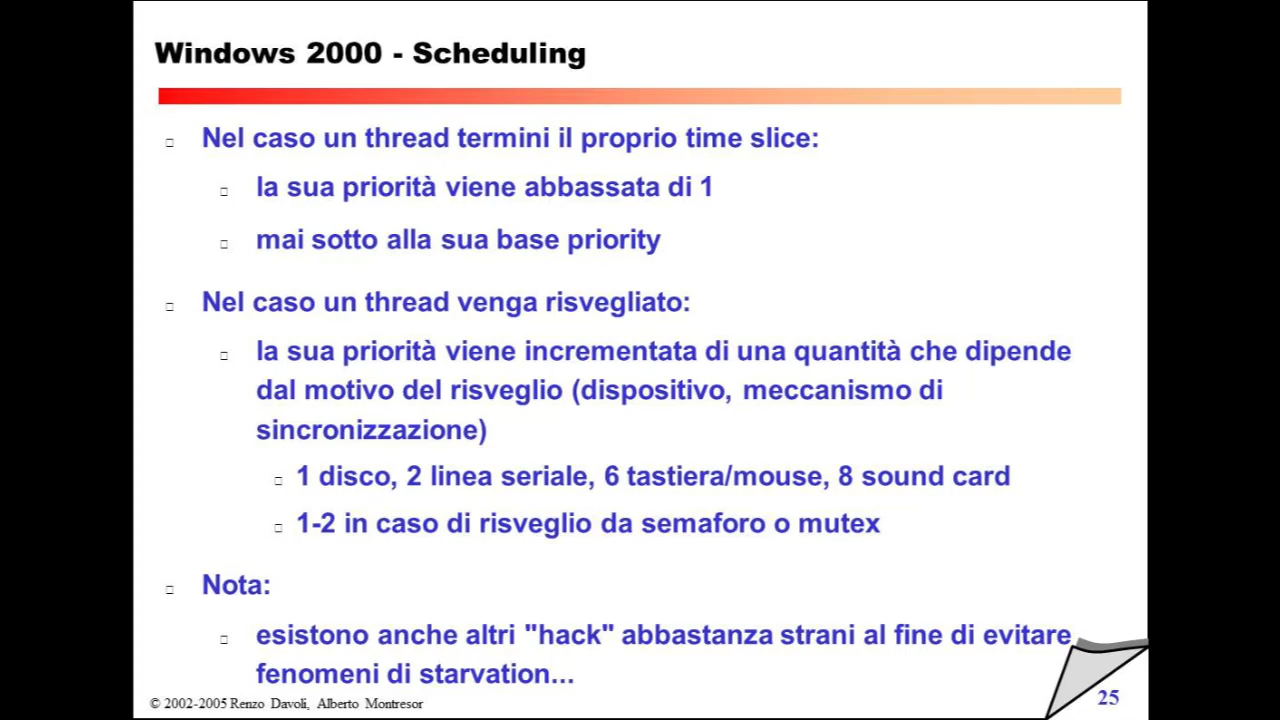 Windows 2000 - Scheduling
Nel caso un thread termini il proprio time slice:
la sua priorità viene abbassata di 1
mai sotto alla sua base priority
Nel caso un thread venga risvegliato:
la sua priorità viene incrementata di una quantità che dipende
dal motivo del risveglio (dispositivo, meccanismo di
sincronizzazione)
1 disco, 2 linea seriale, 6 tastiera/mouse, 8 sound card
1-2 in caso di risveglio da semaforo o mutex
Nota:
esistono anche altri "hack" abbastanza strani al fine di evitare
fenomeni di starvation...
© 2002-2005 Renzo Davoli, Alberto Montresor
25